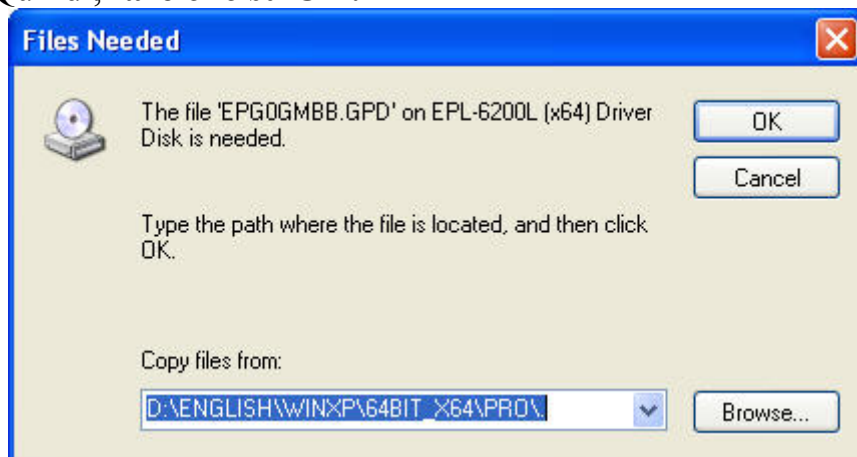 Files Needed
The file 'EPG0GMBB.GPD' on EPL-6200L (x64) Driver
Disk is needed.
OK
Cancel
Type the path where the file is located, and then click
OK.
Copy files from:
D:\ENGLISH\WINXP\64BIT_X64\PRO\.
Browse...